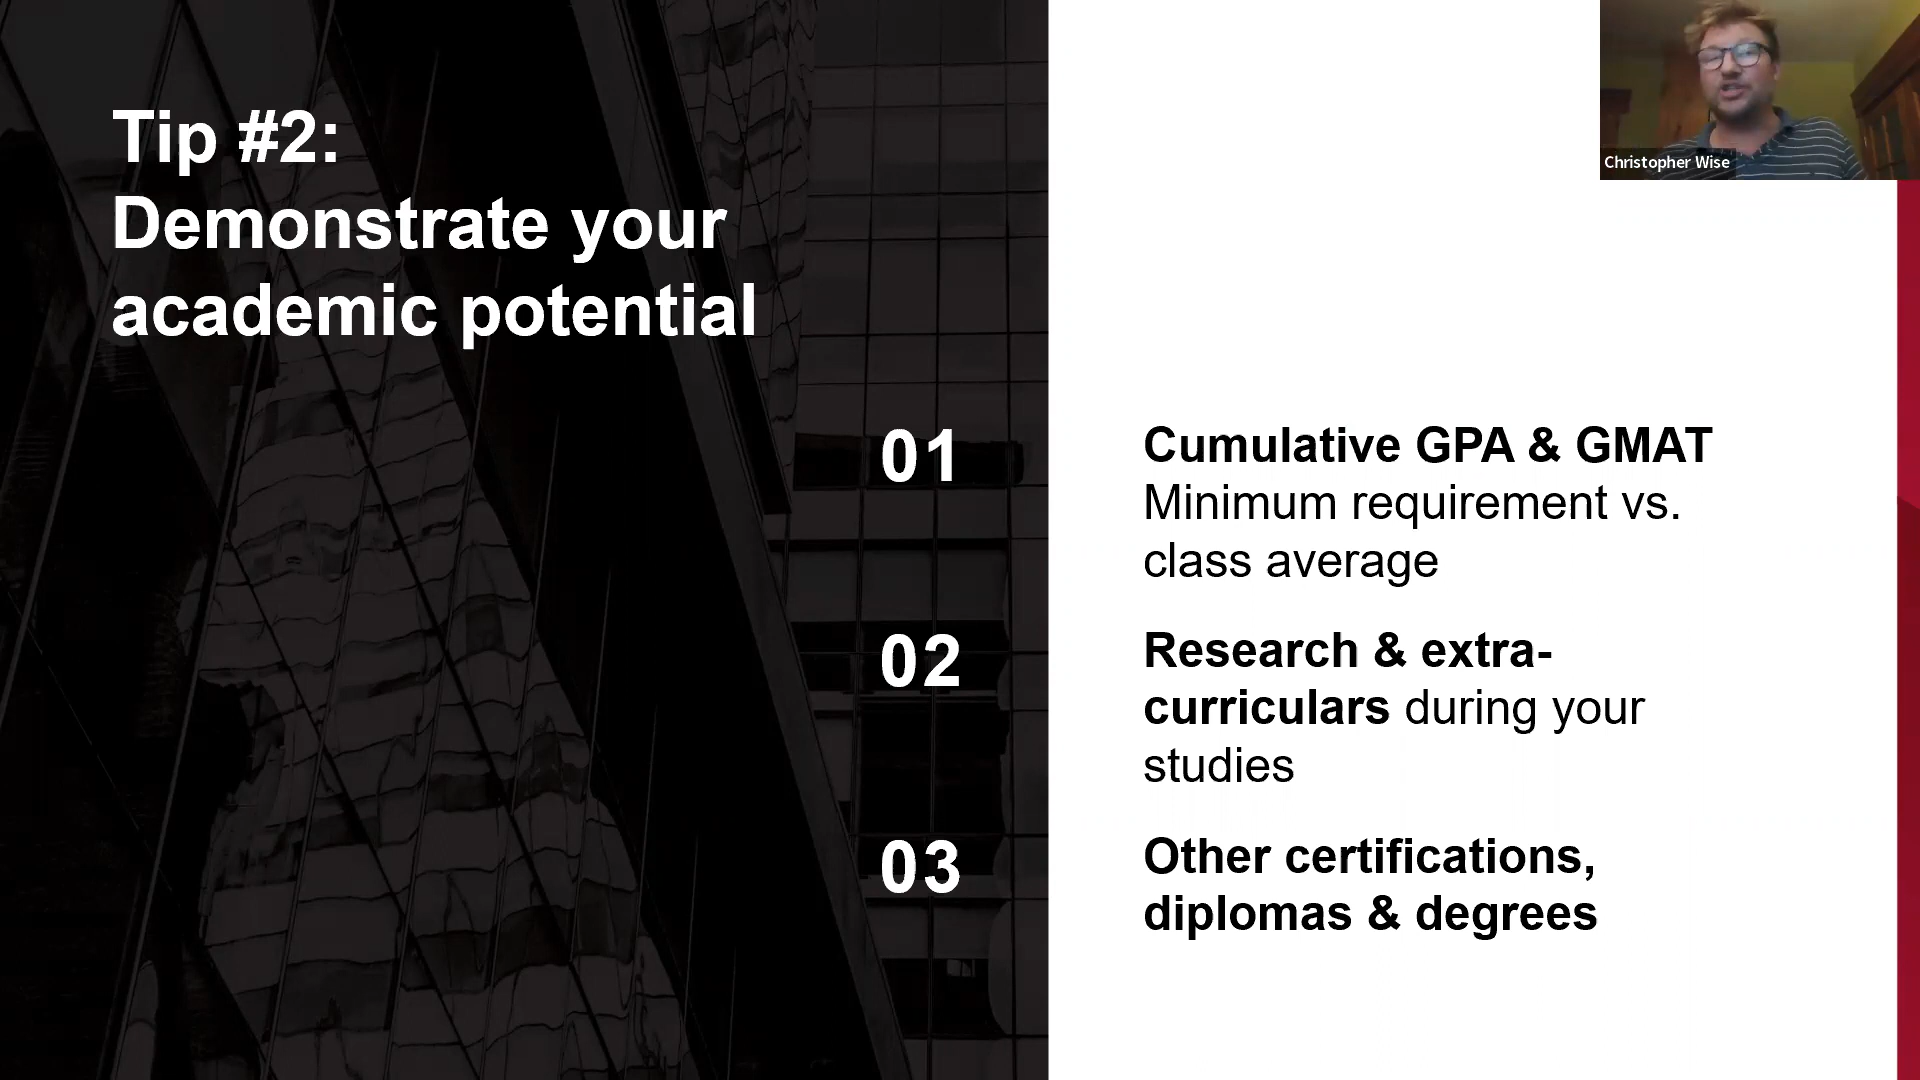 Tip #2:
Demonstrate your
academic potential
Christopher Wise
01
Cumulative GPA & GMAT
Minimum requirement vs.
class average
02
Research & extra-
curriculars during your
studies
03
Other certifications,
diplomas & degrees